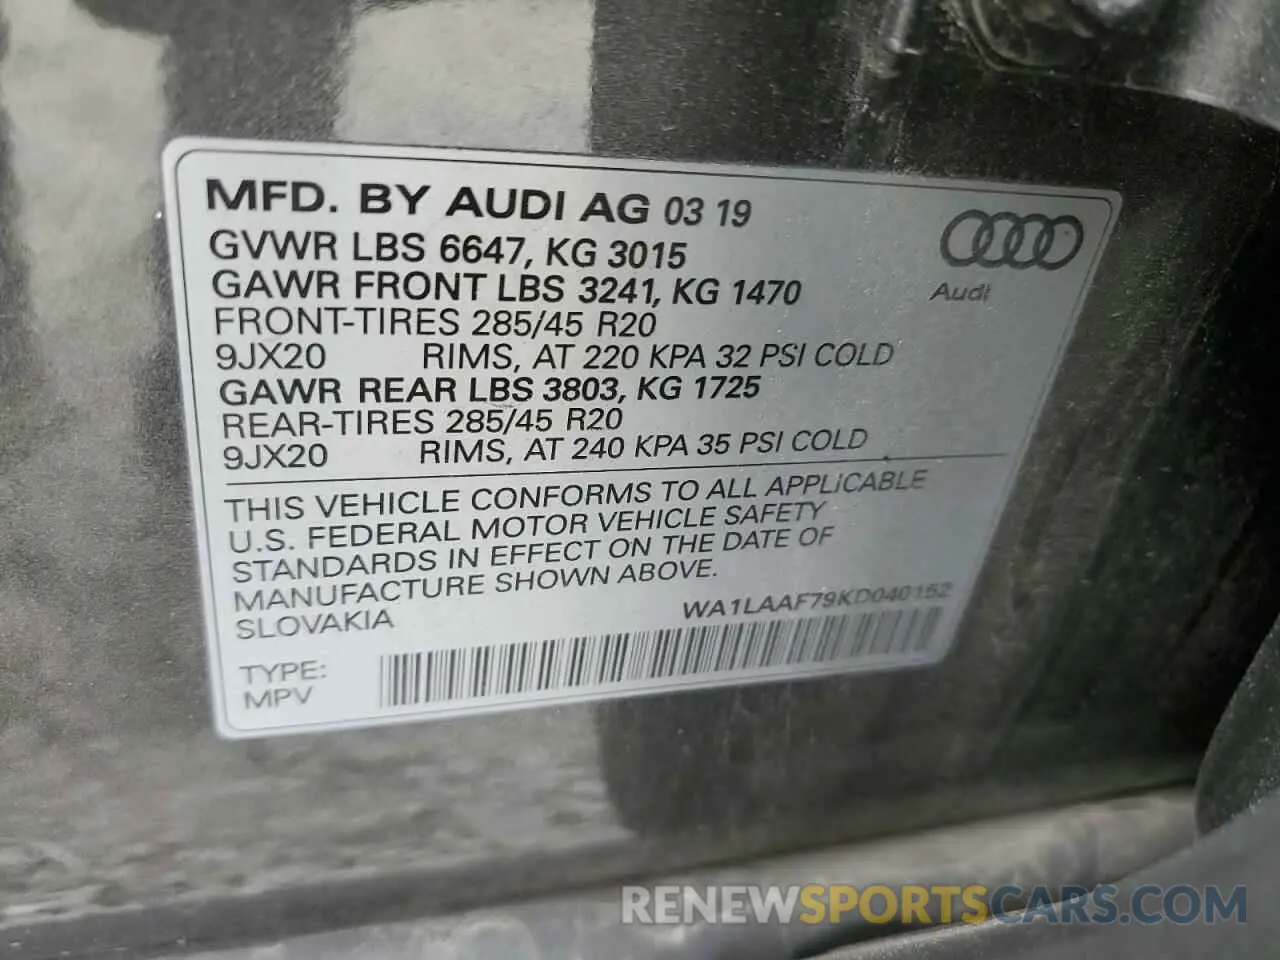 MFD. BY AUDI AG 03 19
GVWR LBS 6647, KG 3015
GAWR FRONT LBS 3241, KG 1470
FRONT-TIRES 285/45 R20
9JX20 RIMS, AT 220 KPA 32 PSI COLD
GAWR REAR LBS 3803, KG 1725
REAR-TIRES 285/45 R20
9JX20 RIMS, AT 240 KPA 35 PSI COLD
Audi
THIS VEHICLE CONFORMS TO ALL APPLICABLE
U.S. FEDERAL MOTOR VEHICLE SAFETY
STANDARDS IN EFFECT ON THE DATE OF
MANUFACTURE SHOWN ABOVE.
SLOVAKIA
WA1LAAF79KD040152
TYPE:
MPV
RENEWSPORTSCARS.COM